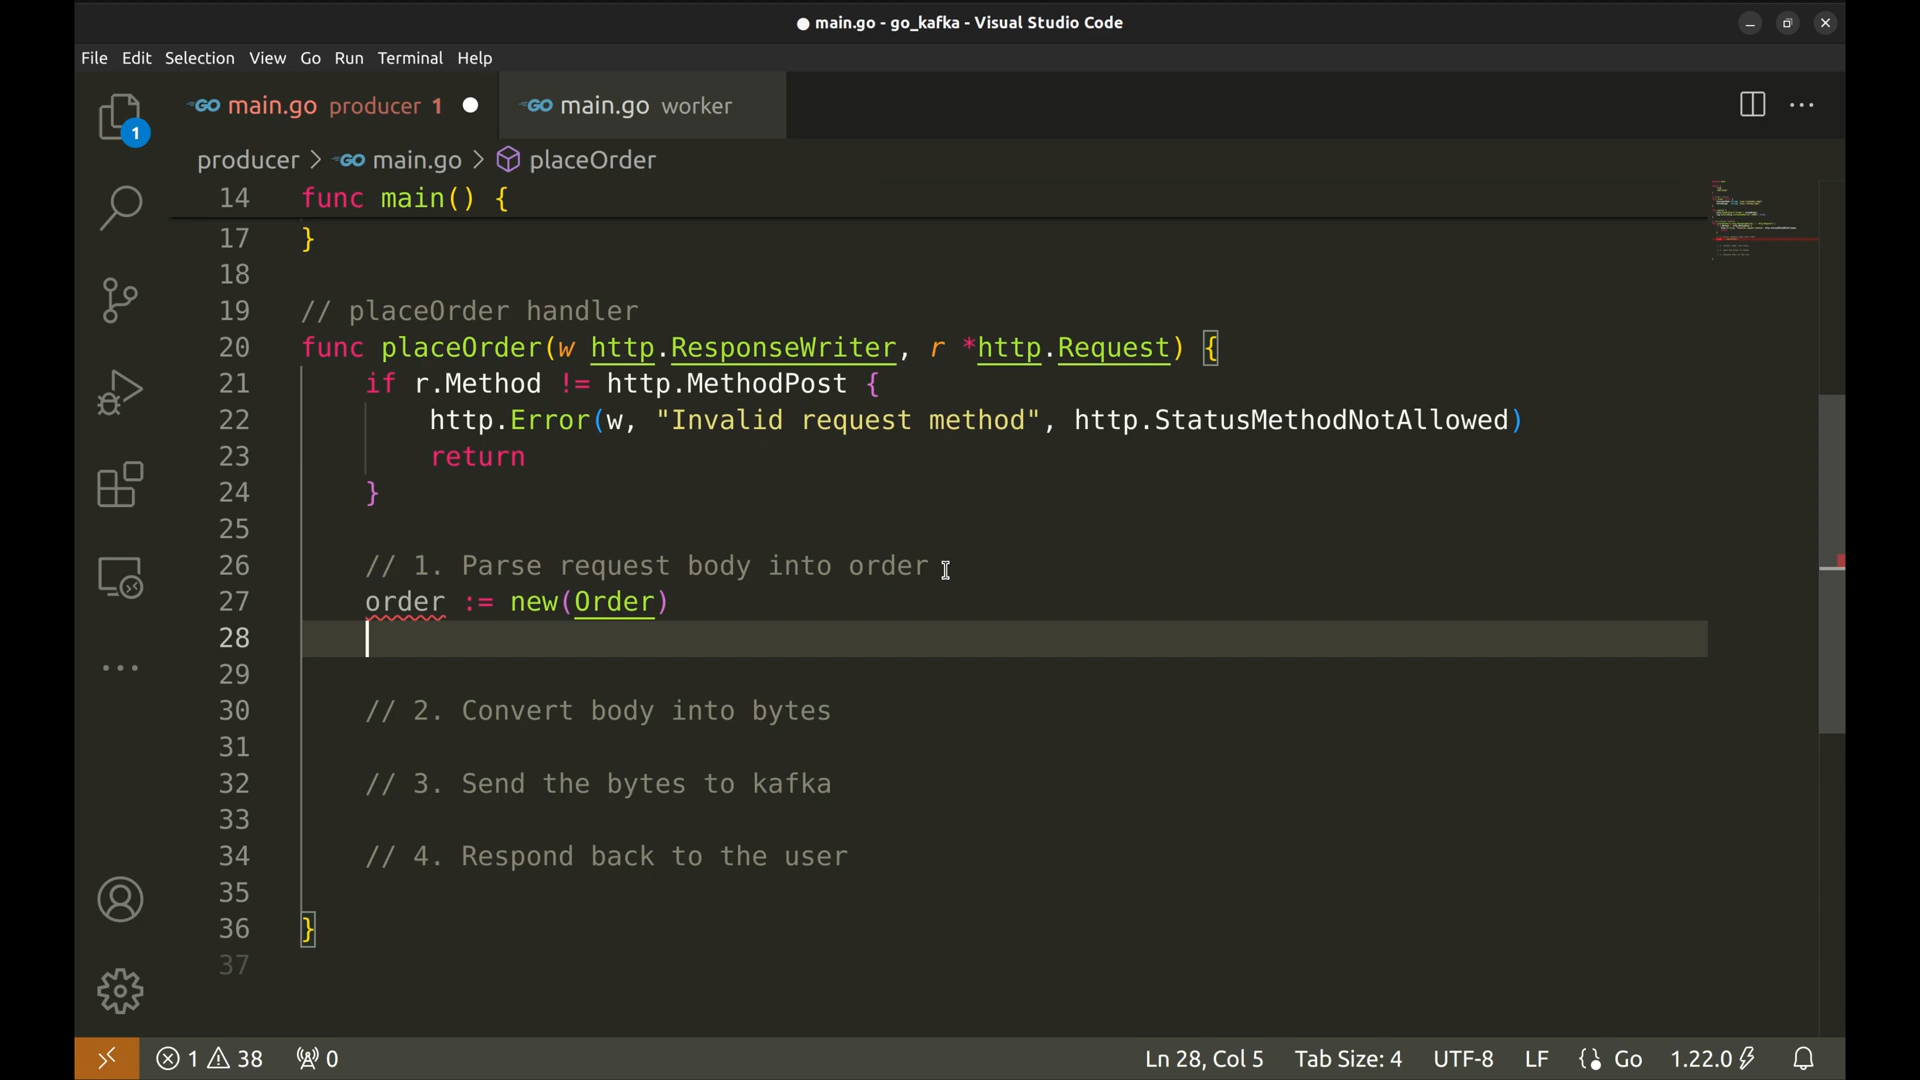 main.go - go_kafka - Visual Studio Code
File Edit Selection View Go Run Terminal Help
GO main.go producer 1 GO main.go worker
1
producer > GO main.go > placeOrder
14 func main() {
17 }
18
19 // placeOrder handler
20 func placeOrder(w http.ResponseWriter, r *http.Request) {
21 if r.Method != http.MethodPost {
22 http.Error(w, "Invalid request method", http.StatusMethodNotAllowed)
23 return
24 }
25
26 // 1. Parse request body into order
27 order := new(Order)
28
29
30 // 2. Convert body into bytes
31
32 // 3. Send the bytes to kafka
33
34 // 4. Respond back to the user
35
36 }
37
1 38 0 Ln 28, Col 5 Tab Size: 4 UTF-8 LF Go 1.22.0